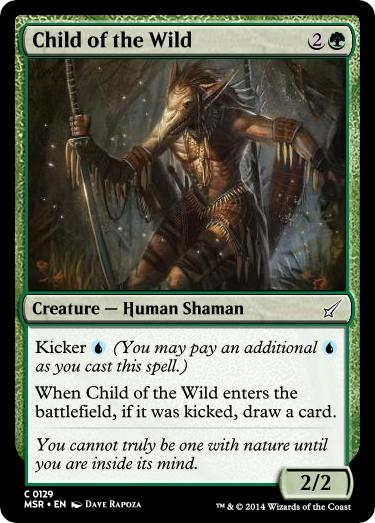 Child of the Wild 2
Creature — Human Shaman
Kicker (You may pay an additional
as you cast this spell.)
When Child of the Wild enters the
battlefield, if it was kicked, draw a card.
You cannot truly be one with nature until
you are inside its mind.
2/2
C 0129
MSR • EN Dave Rapoza ™ & © 2014 Wizards of the Coast